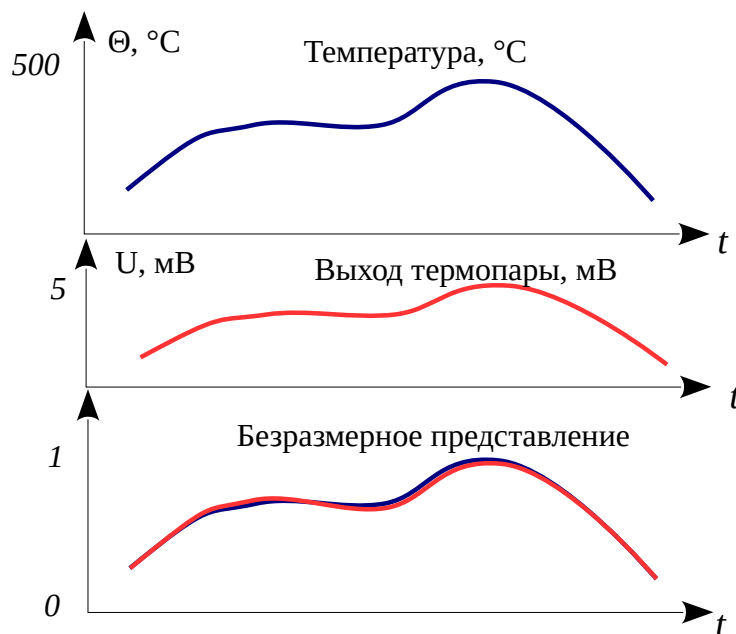 Θ, °C
Температура, °C
500
t
U, мВ
Выход термопары, мВ
5
t
Безразмерное представление
1
0
t